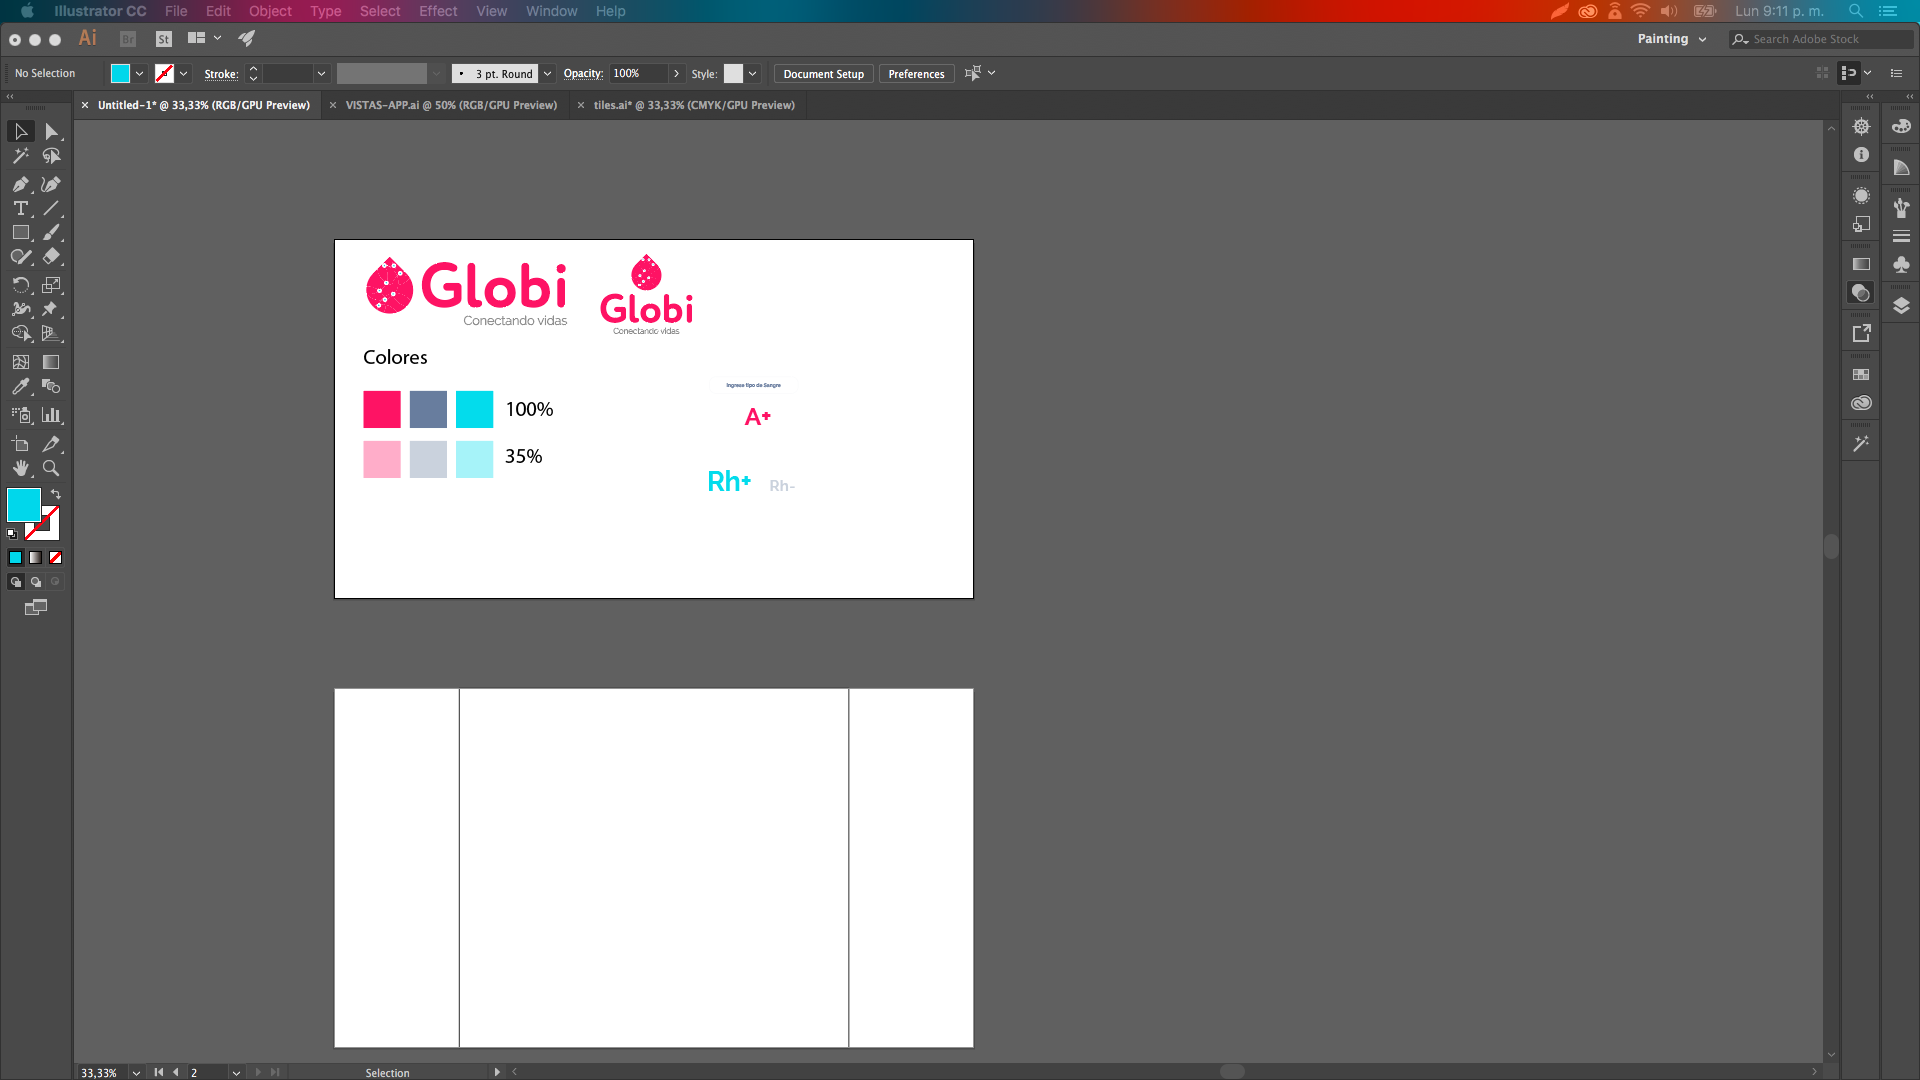 Illustrator CC File Edit Object Type Select Effect View Window Help Lun 9:11 p. m.
Ai Br St Painting Search Adobe Stock
No Selection Stroke: 3 pt. Round Opacity: 100% Style: Document Setup Preferences
Untitled-1* @ 33,33% (RGB/GPU Preview) VISTAS-APP.ai @ 50% (RGB/GPU Preview) tiles.ai* @ 33,33% (CMYK/GPU Preview)
Globi
Conectando vidas
Globi
Conectando vidas
Colores
Ingrese tipo de Sangre
100%
A+
35%
Rh+ Rh-
33,33% 2 Selection